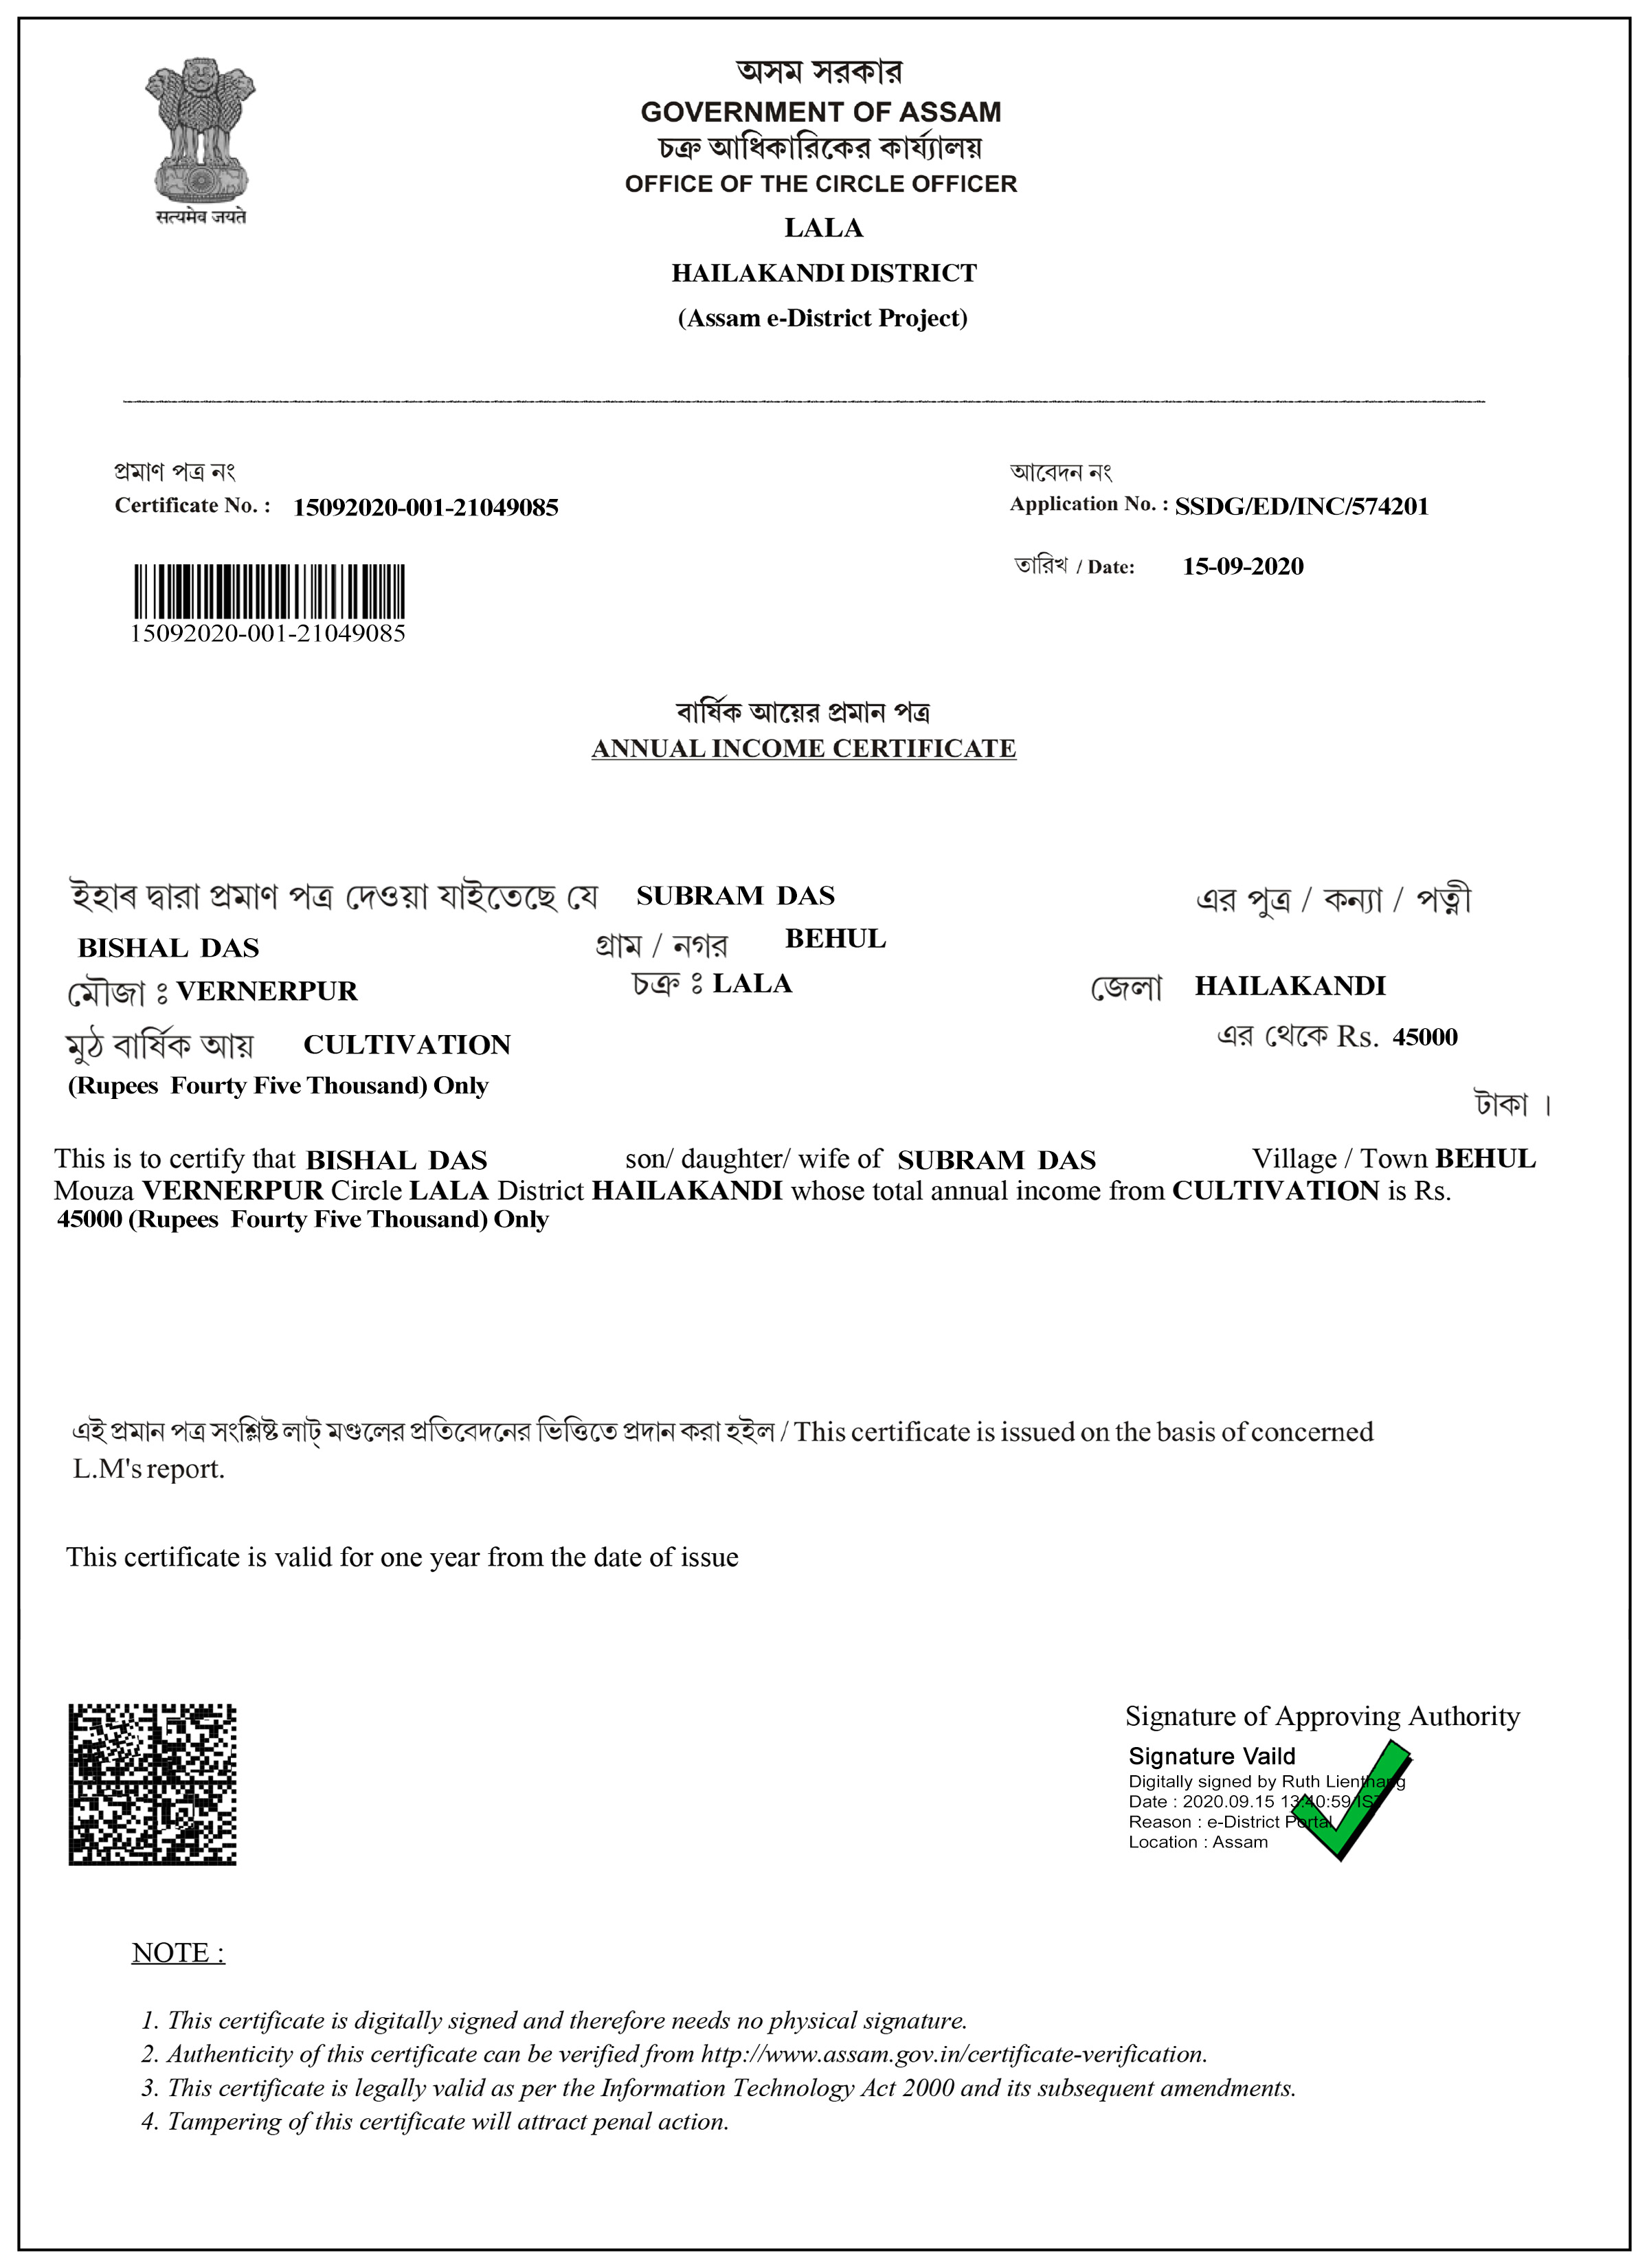 অসম সরকার
GOVERNMENT OF ASSAM
চক্ৰ আধিকারিকের কাৰ্য্যালয়
OFFICE OF THE CIRCLE OFFICER
सत्यमेव जयते
LALA
HAILAKANDI DISTRICT
(Assam e-District Project)
প্রমাণ পত্র নং
আবেদন নং
Certificate No. : 15092020-001-21049085
Application No. : SSDG/ED/INC/574201
তারিখ / Date: 15-09-2020
15092020-001-21049085
বার্ষিক আয়ের প্রমান পত্র
ANNUAL INCOME CERTIFICATE
ইহাৰ দ্বারা প্রমাণ পত্র দেওয়া যাইতেছে যে SUBRAM DAS এর পুত্র / কন্যা / পত্নী
BISHAL DAS গ্রাম / নগর BEHUL
মৌজা ঃ VERNERPUR চক্র ঃ LALA জেলা HAILAKANDI
মুঠ বার্ষিক আয় CULTIVATION এর থেকে Rs. 45000
(Rupees Fourty Five Thousand) Only
টাকা ।
This is to certify that BISHAL DAS son/ daughter/ wife of SUBRAM DAS Village / Town BEHUL
Mouza VERNERPUR Circle LALA District HAILAKANDI whose total annual income from CULTIVATION is Rs.
45000 (Rupees Fourty Five Thousand) Only
এই প্রমান পত্র সংশ্লিষ্ট লাট্ মণ্ডলের প্রতিবেদনের ভিত্তিতে প্রদান করা হইল / This certificate is issued on the basis of concerned
L.M's report.
This certificate is valid for one year from the date of issue
Signature of Approving Authority
Signature Vaild
Digitally signed by Ruth Lienthang
Date : 2020.09.15 13:40:59 IST
Reason : e-District Portal
Location : Assam
NOTE :
1. This certificate is digitally signed and therefore needs no physical signature.
2. Authenticity of this certificate can be verified from http://www.assam.gov.in/certificate-verification.
3. This certificate is legally valid as per the Information Technology Act 2000 and its subsequent amendments.
4. Tampering of this certificate will attract penal action.